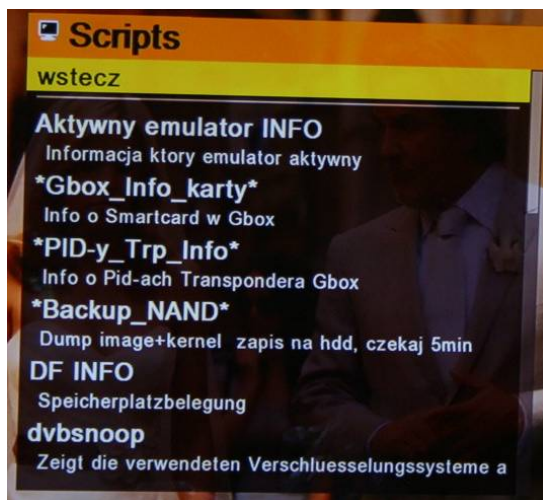 Scripts
wstecz
Aktywny emulator INFO
Informacja ktory emulator aktywny
*Gbox_Info_karty*
Info o Smartcard w Gbox
*PID-y_Trp_Info*
Info o Pid-ach Transpondera Gbox
*Backup_NAND*
Dump image+kernel zapis na hdd, czekaj 5min
DF INFO
Speicherplatzbelegung
dvbsnoop
Zeigt die verwendeten Verschluesselungssysteme a